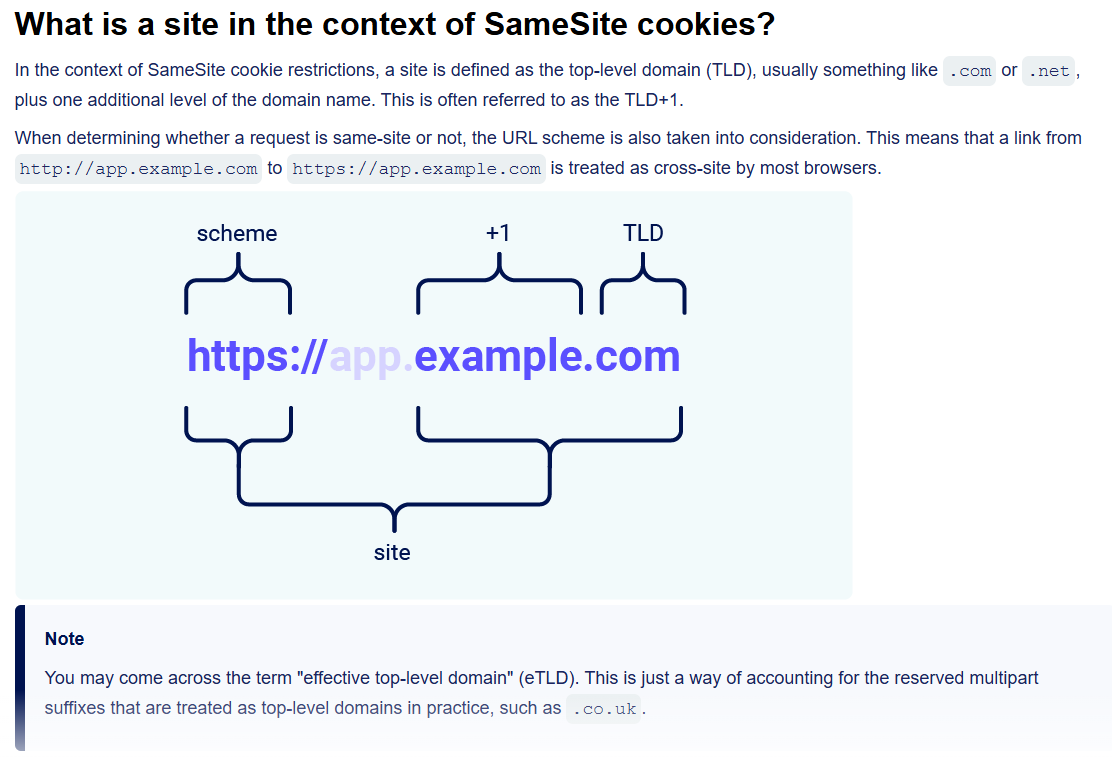 What is a site in the context of SameSite cookies?
In the context of SameSite cookie restrictions, a site is defined as the top-level domain (TLD), usually something like .com or .net ,
plus one additional level of the domain name. This is often referred to as the TLD+1.
When determining whether a request is same-site or not, the URL scheme is also taken into consideration. This means that a link from
http://app.example.com to https://app.example.com is treated as cross-site by most browsers.
scheme +1 TLD
https://app.example.com
site
Note
You may come across the term "effective top-level domain" (eTLD). This is just a way of accounting for the reserved multipart
suffixes that are treated as top-level domains in practice, such as .co.uk .